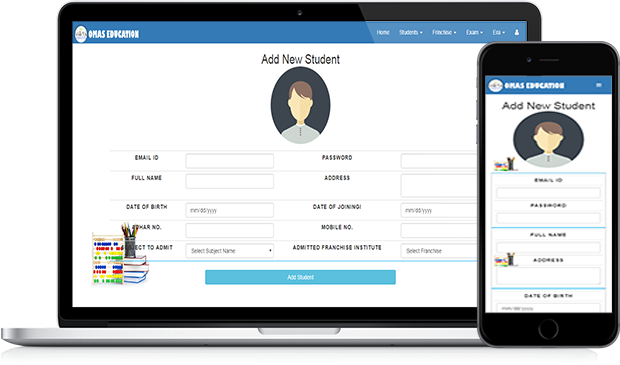 OMAS EDUCATION
Home Students Franchise Exam Era
Add New Student
EMAIL ID PASSWORD
FULL NAME ADDRESS
DATE OF BIRTH mm/dd/yyyy DATE OF JOINING! mm/dd/yyyy
DHAR NO. MOBILE NO.
JECT TO ADMIT Select Subject Name ADMITTED FRANCHISE INSTITUTE Select Franchise
Add Student
OMAS EDUCATION
Add New Student
EMAIL ID
PASSWORD
FULL NAME
ADDRESS
DATE OF BIRTH
mm/dd/yyyy